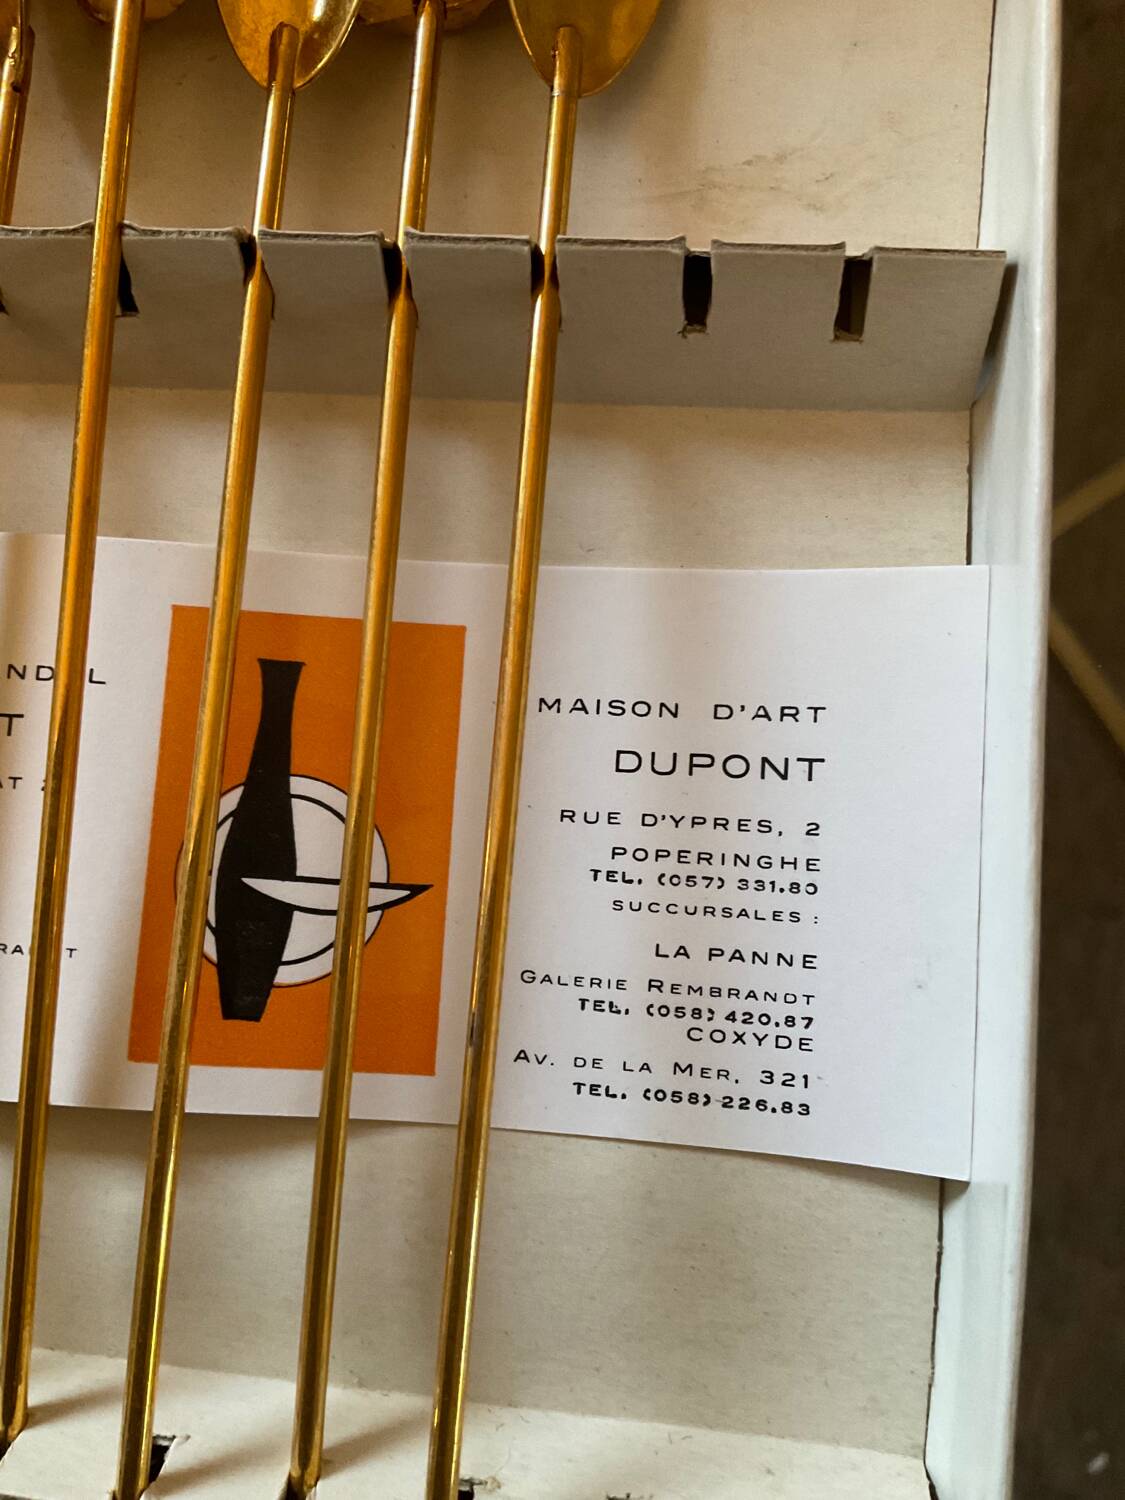 MAISON D'ART
DUPONT
RUE D'YPRES, 2
POPERINGHE
TEL. (057) 331.80
SUCCURSALES :
LA PANNE
GALERIE REMBRANDT
TEL. (058) 420.87
COXYDE
AV. DE LA MER, 321
TEL. (058) 226.83